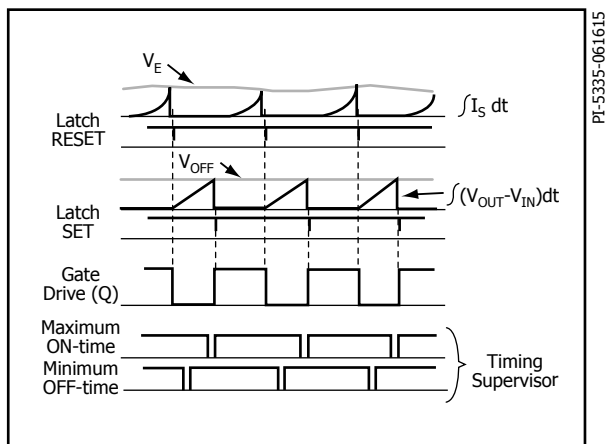 V_E
∫I_S dt
Latch
RESET
V_OFF
∫(V_OUT-V_IN)dt
Latch
SET
Gate
Drive (Q)
Maximum
ON-time
Minimum
OFF-time
Timing
Supervisor
PI-5335-061615